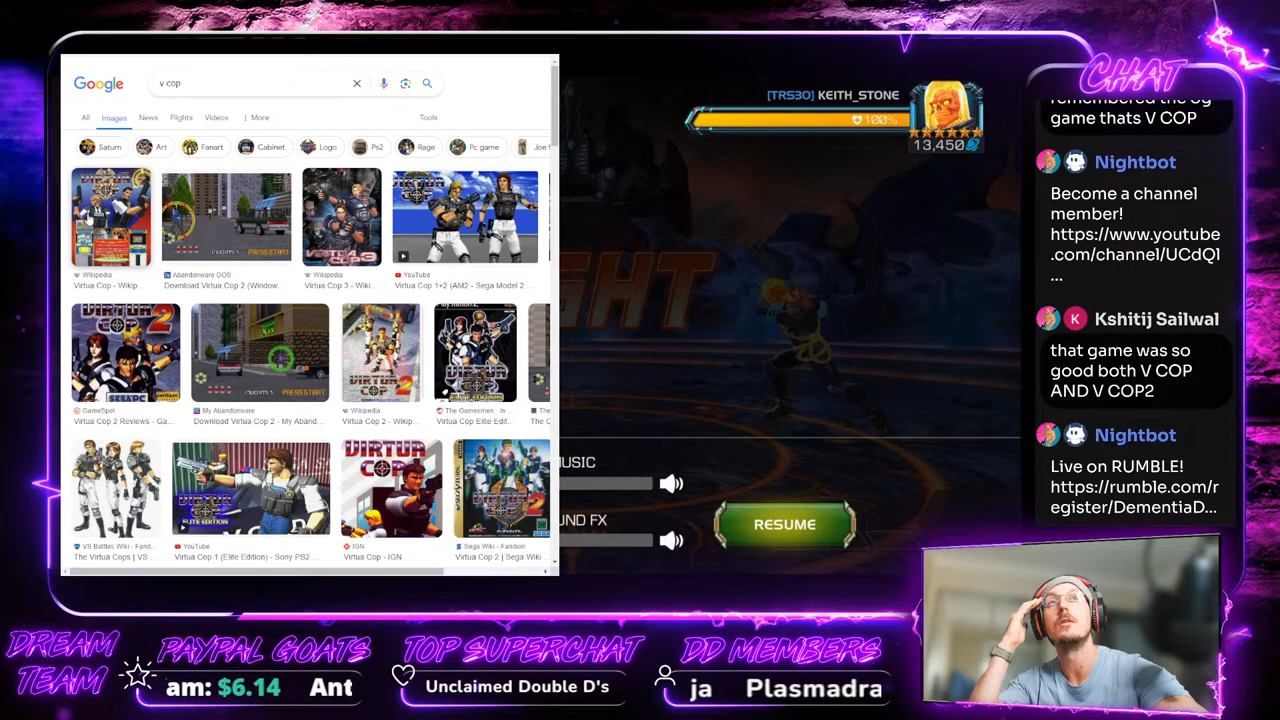 Google
v cop
All
Images
News
Flights
Videos
More
Tools
Saturn
Art
Fanart
Cabinet
Logo
Ps2
Rage
Pc game
Wikipedia
Virtua Cop - Wikip...
Abandonware DOS
Download Virtua Cop 2 (Window...
Wikipedia
Virtua Cop 3 - Wiki...
YouTube
Virtua Cop 1+2 (AM2 - Sega Model 2 ...
GameSpot
Virtua Cop 2 Reviews - Ga...
My Abandonware
Download Virtua Cop 2 - My Aband...
Wikipedia
Virtua Cop 2 - Wikip...
The Gamesmen - In ...
Virtua Cop Elite Edit...
VS Battles Wiki - Fand...
The Virtua Cops | VS ...
YouTube
Virtua Cop 1 (Elite Edition) - Sony PS2 ...
IGN
Virtua Cop - IGN
Sega Wiki - Fandom
Virtua Cop 2 | Sega Wiki ...
VIRTUA COP
PRESS START
[TRS30] KEITH_STONE
100%
13,450
GHT
USIC
UND FX
RESUME
CHAT
remembered the og
game thats V COP
Nightbot
Become a channel
member!
https://www.youtube
.com/channel/UCdQl
...
K Kshitij Sailwal
that game was so
good both V COP
AND V COP2
Nightbot
Live on RUMBLE!
https://rumble.com/r
egister/DementiaD...
DREAM
TEAM
PAYPAL GOATS
am: $6.14 Ant
TOP SUPERCHAT
Unclaimed Double D's
DD MEMBERS
ja Plasmadra